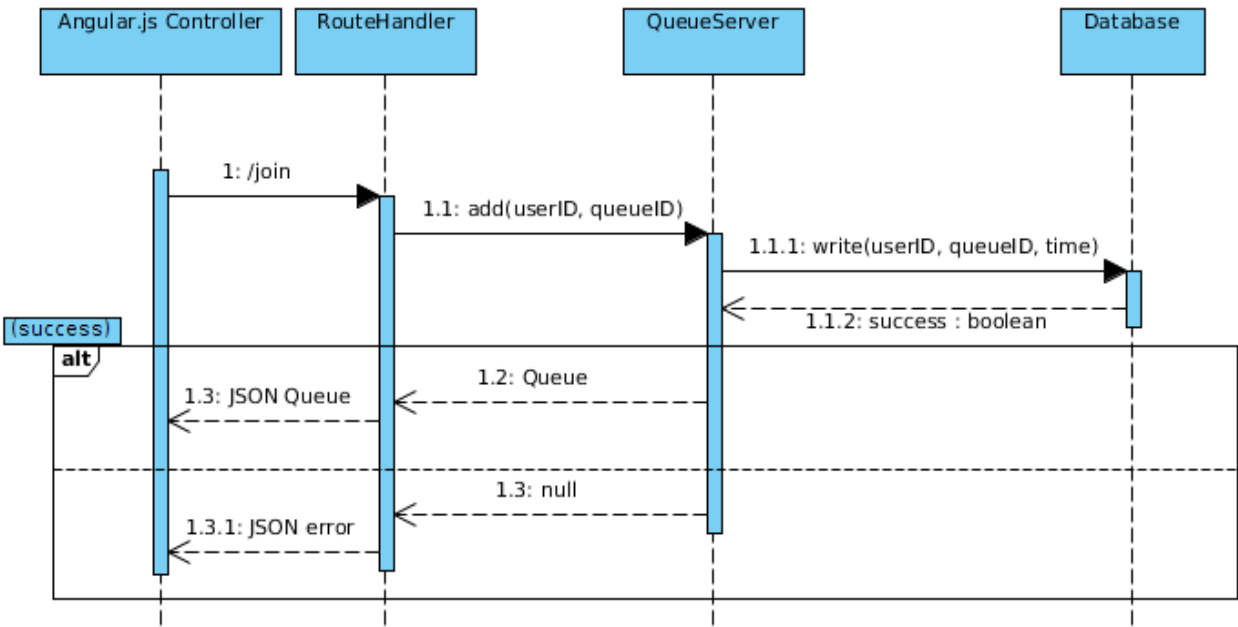 Angular.js Controller
RouteHandler
QueueServer
Database
1: /join
1.1: add(userID, queueID)
1.1.1: write(userID, queueID, time)
1.1.2: success : boolean
(success)
alt
1.2: Queue
1.3: JSON Queue
1.3: null
1.3.1: JSON error